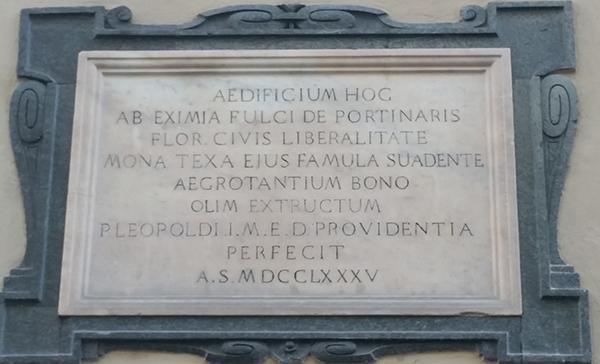 AEDIFICIUM HOC
AB EXIMIA FULCI DE PORTINARIS
FLOR. CIVIS LIBERALITATE
MONA TEXA EJUS FAMULA SUADENTE
AEGROTANTIUM BONO
OLIM EXTRUCTUM
P. LEOPOLDI. I. M. E. D. PROVIDENTIA
PERFECIT
A. S. MDCCLXXXV